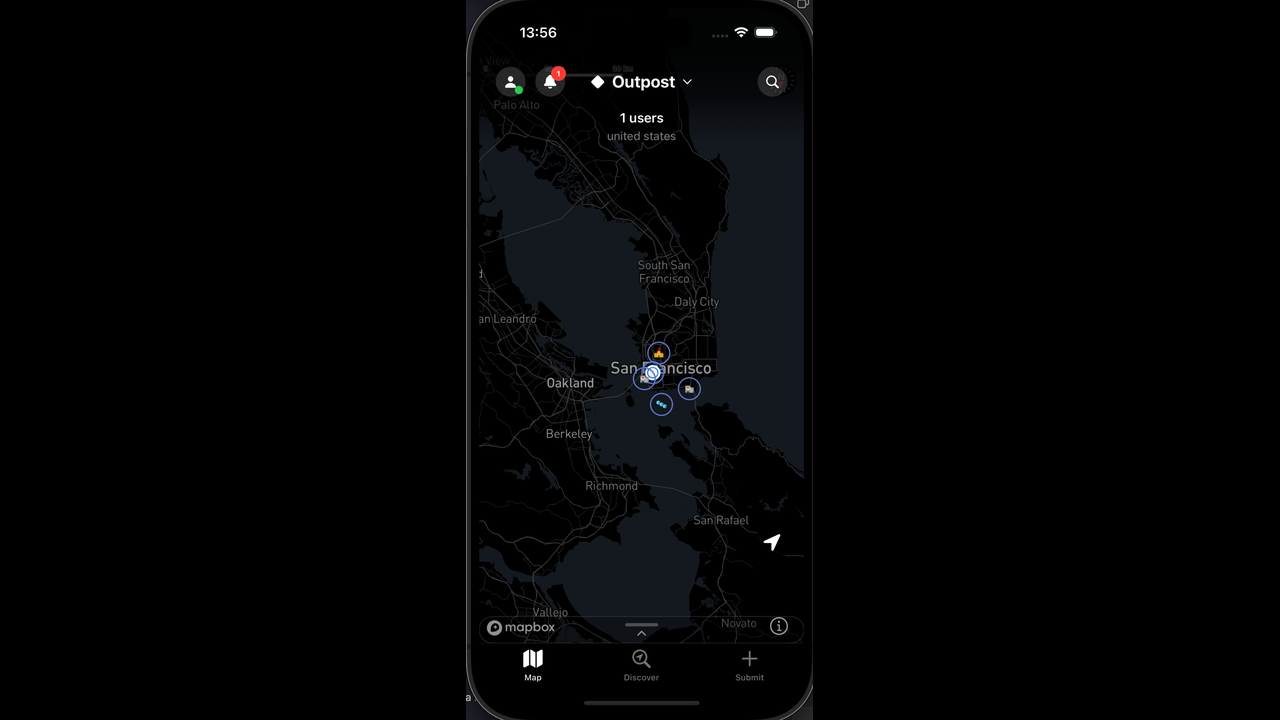 13:56
1
Outpost
Palo Alto
1 users
united states
South San
Francisco
Daly City
an Leandro
San Francisco
Oakland
Berkeley
Richmond
San Rafael
Vallejo
Novato
mapbox
Map
Discover
Submit